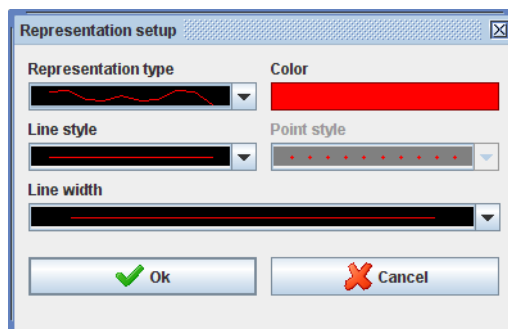 Representation setup
Representation type
Color
Line style
Point style
Line width
Ok
Cancel